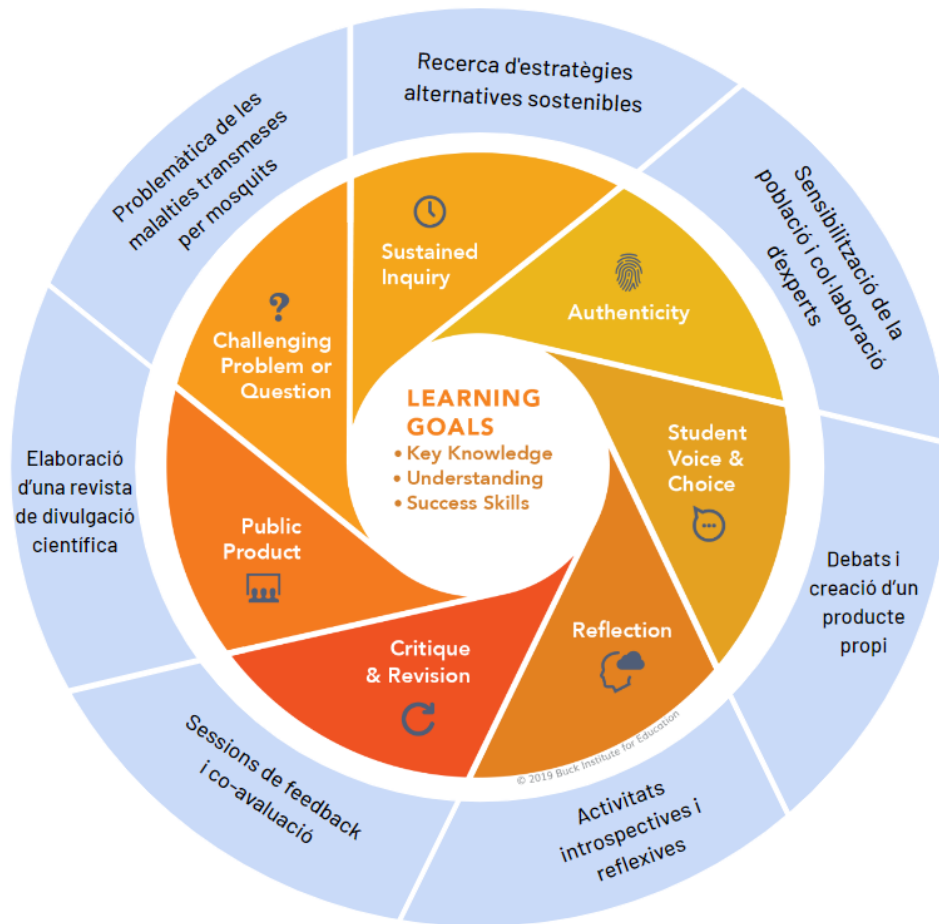 Problemàtica de les
malalties transmeses
per mosquits
Recerca d'estratègies
alternatives sostenibles
Sensibilització de la
població i col·laboració
d'experts
Debats i
creació d'un
producte
propi
Activitats
introspectives i
reflexives
Sessions de feedback
i co-avaluació
Elaboració
d'una revista
de divulgació
científica
?
Challenging
Problem or
Question
Sustained
Inquiry
Authenticity
Student
Voice &
Choice
Reflection
Critique
& Revision
Public
Product
LEARNING
GOALS
• Key Knowledge
• Understanding
• Success Skills
© 2019 Buck Institute for Education